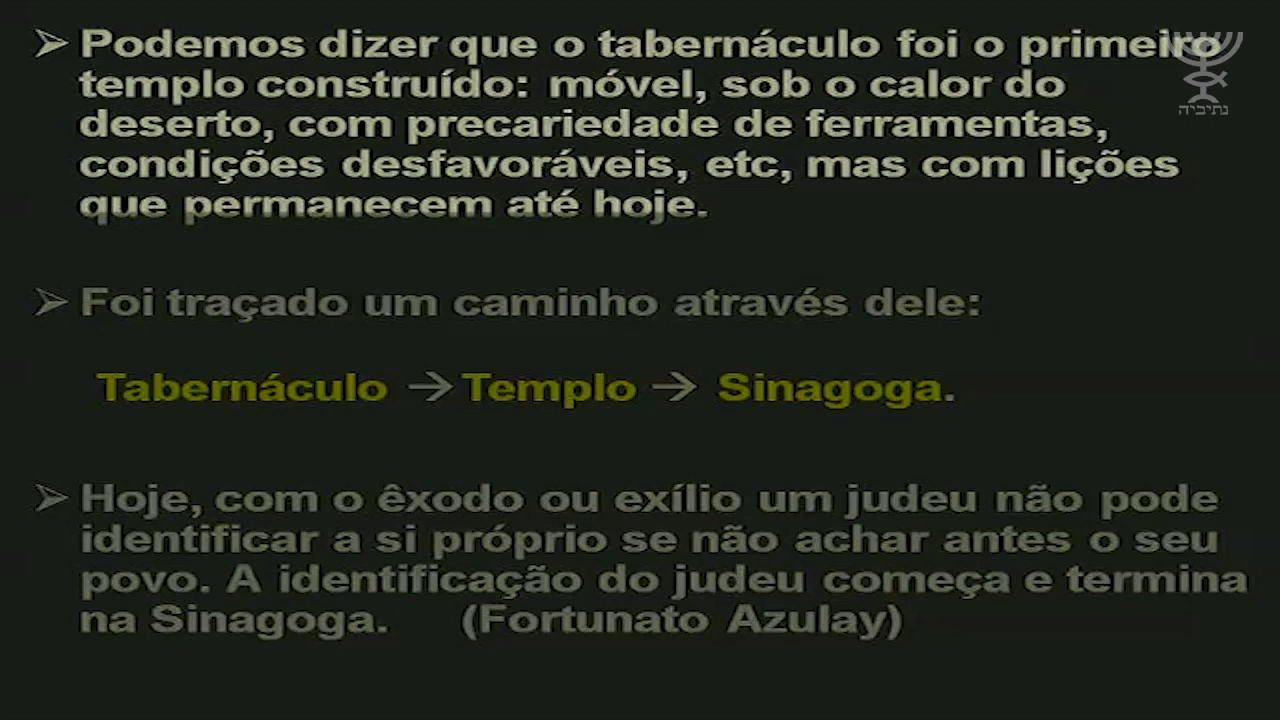 ➢ Podemos dizer que o tabernáculo foi o primeiro
templo construído: móvel, sob o calor do
deserto, com precariedade de ferramentas,
condições desfavoráveis, etc, mas com lições
que permanecem até hoje.
נתיביה
➢ Foi traçado um caminho através dele:
Tabernáculo → Templo → Sinagoga.
➢ Hoje, com o êxodo ou exílio um judeu não pode
identificar a si próprio se não achar antes o seu
povo. A identificação do judeu começa e termina
na Sinagoga. (Fortunato Azulay)